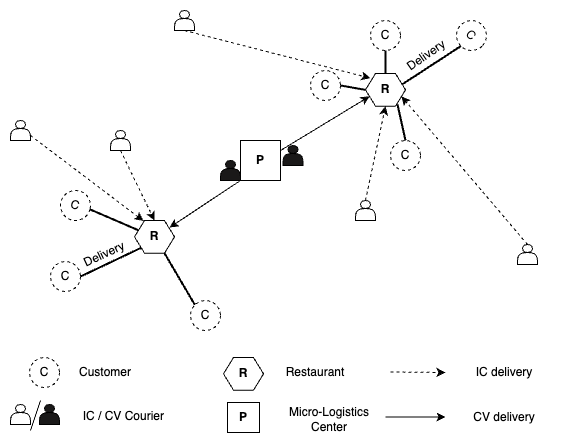 C
C
Delivery
C
R
C
P
C
R
Delivery
C
C
C
Customer
R
Restaurant
IC delivery
IC / CV Courier
P
Micro-Logistics
Center
CV delivery